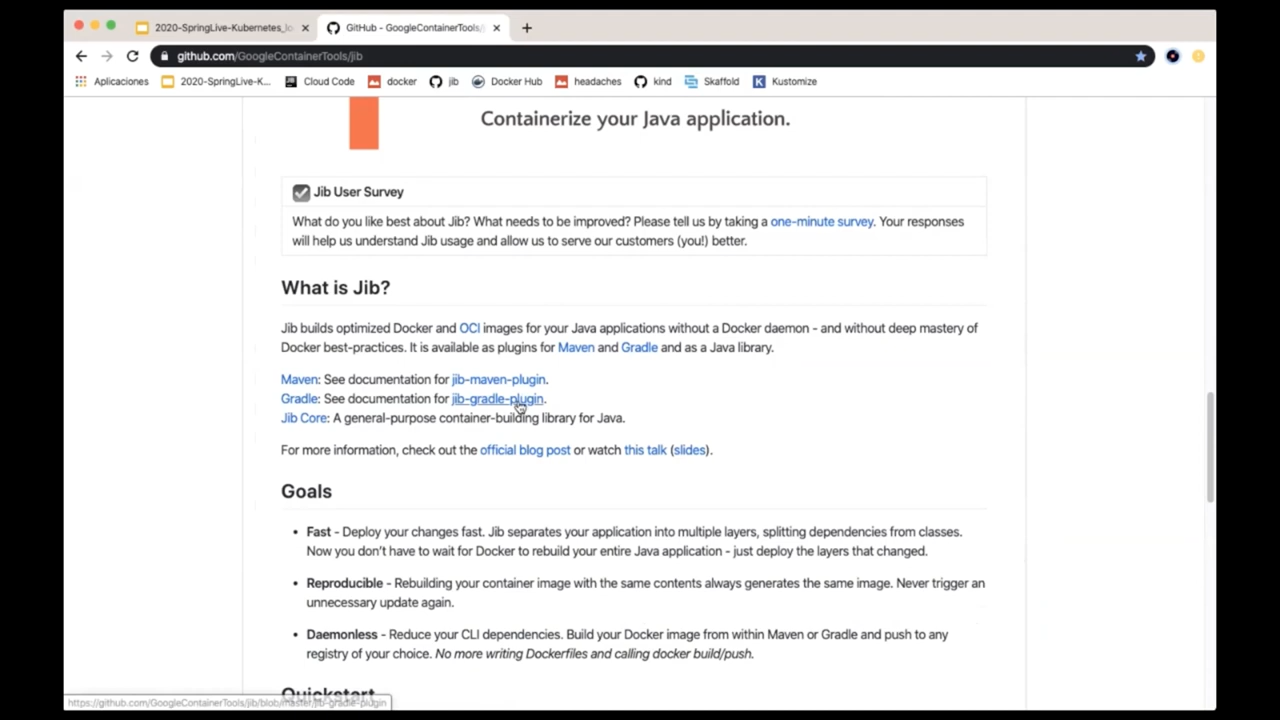 2020-SpringLive-Kubernetes_lo
GitHub - GoogleContainerTools/
github.com/GoogleContainerTools/jib
Aplicaciones
2020-SpringLive-K...
Cloud Code
docker
jib
Docker Hub
headaches
kind
Skaffold
Kustomize
Containerize your Java application.
Jib User Survey
What do you like best about Jib? What needs to be improved? Please tell us by taking a one-minute survey. Your responses
will help us understand Jib usage and allow us to serve our customers (you!) better.
What is Jib?
Jib builds optimized Docker and OCI images for your Java applications without a Docker daemon - and without deep mastery of
Docker best-practices. It is available as plugins for Maven and Gradle and as a Java library.
Maven: See documentation for jib-maven-plugin.
Gradle: See documentation for jib-gradle-plugin.
Jib Core: A general-purpose container-building library for Java.
For more information, check out the official blog post or watch this talk (slides).
Goals
• Fast - Deploy your changes fast. Jib separates your application into multiple layers, splitting dependencies from classes.
Now you don't have to wait for Docker to rebuild your entire Java application - just deploy the layers that changed.
• Reproducible - Rebuilding your container image with the same contents always generates the same image. Never trigger an
unnecessary update again.
• Daemonless - Reduce your CLI dependencies. Build your Docker image from within Maven or Gradle and push to any
registry of your choice. No more writing Dockerfiles and calling docker build/push.
Quickstart
https://github.com/GoogleContainerTools/jib/blob/master/jib-gradle-plugin